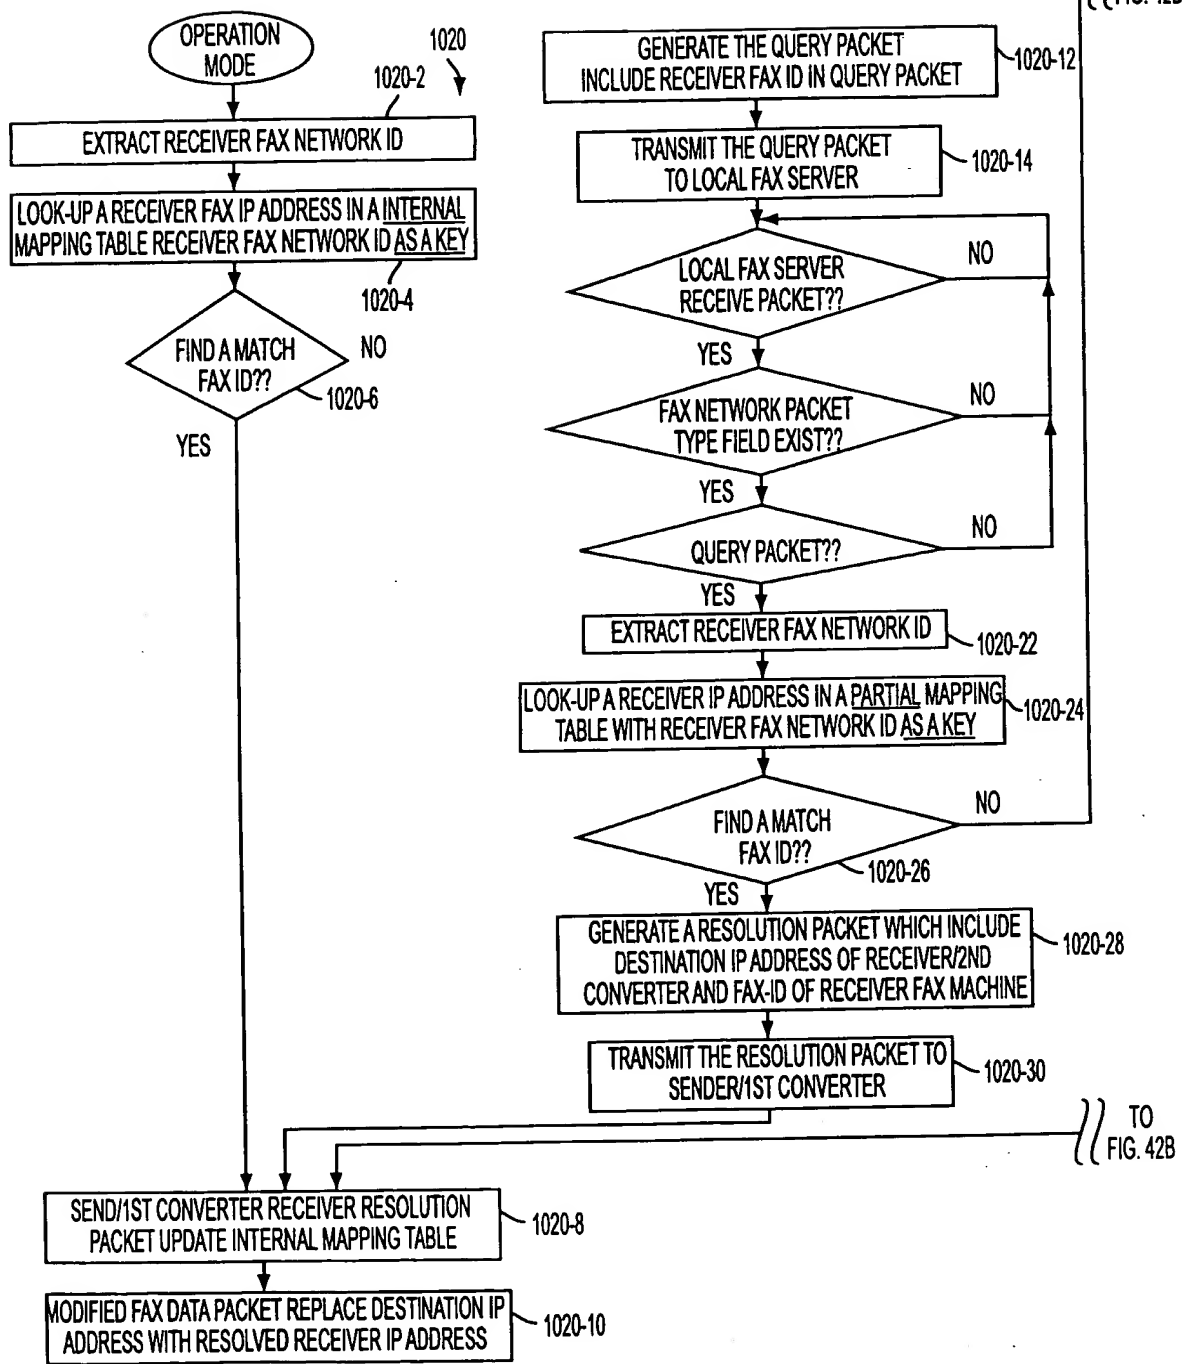 FIG. 42B
OPERATION
MODE
1020
1020-2
EXTRACT RECEIVER FAX NETWORK ID
LOOK-UP A RECEIVER FAX IP ADDRESS IN A INTERNAL
MAPPING TABLE RECEIVER FAX NETWORK ID AS A KEY
1020-4
FIND A MATCH
FAX ID??
NO
1020-6
YES
GENERATE THE QUERY PACKET
INCLUDE RECEIVER FAX ID IN QUERY PACKET
1020-12
TRANSMIT THE QUERY PACKET
TO LOCAL FAX SERVER
1020-14
LOCAL FAX SERVER
RECEIVE PACKET??
NO
YES
FAX NETWORK PACKET
TYPE FIELD EXIST??
NO
YES
QUERY PACKET??
NO
YES
EXTRACT RECEIVER FAX NETWORK ID
1020-22
LOOK-UP A RECEIVER IP ADDRESS IN A PARTIAL MAPPING
TABLE WITH RECEIVER FAX NETWORK ID AS A KEY
1020-24
FIND A MATCH
FAX ID??
NO
1020-26
YES
GENERATE A RESOLUTION PACKET WHICH INCLUDE
DESTINATION IP ADDRESS OF RECEIVER/2ND
CONVERTER AND FAX-ID OF RECEIVER FAX MACHINE
1020-28
TRANSMIT THE RESOLUTION PACKET TO
SENDER/1ST CONVERTER
1020-30
TO
FIG. 42B
SEND/1ST CONVERTER RECEIVER RESOLUTION
PACKET UPDATE INTERNAL MAPPING TABLE
1020-8
MODIFIED FAX DATA PACKET REPLACE DESTINATION IP
ADDRESS WITH RESOLVED RECEIVER IP ADDRESS
1020-10